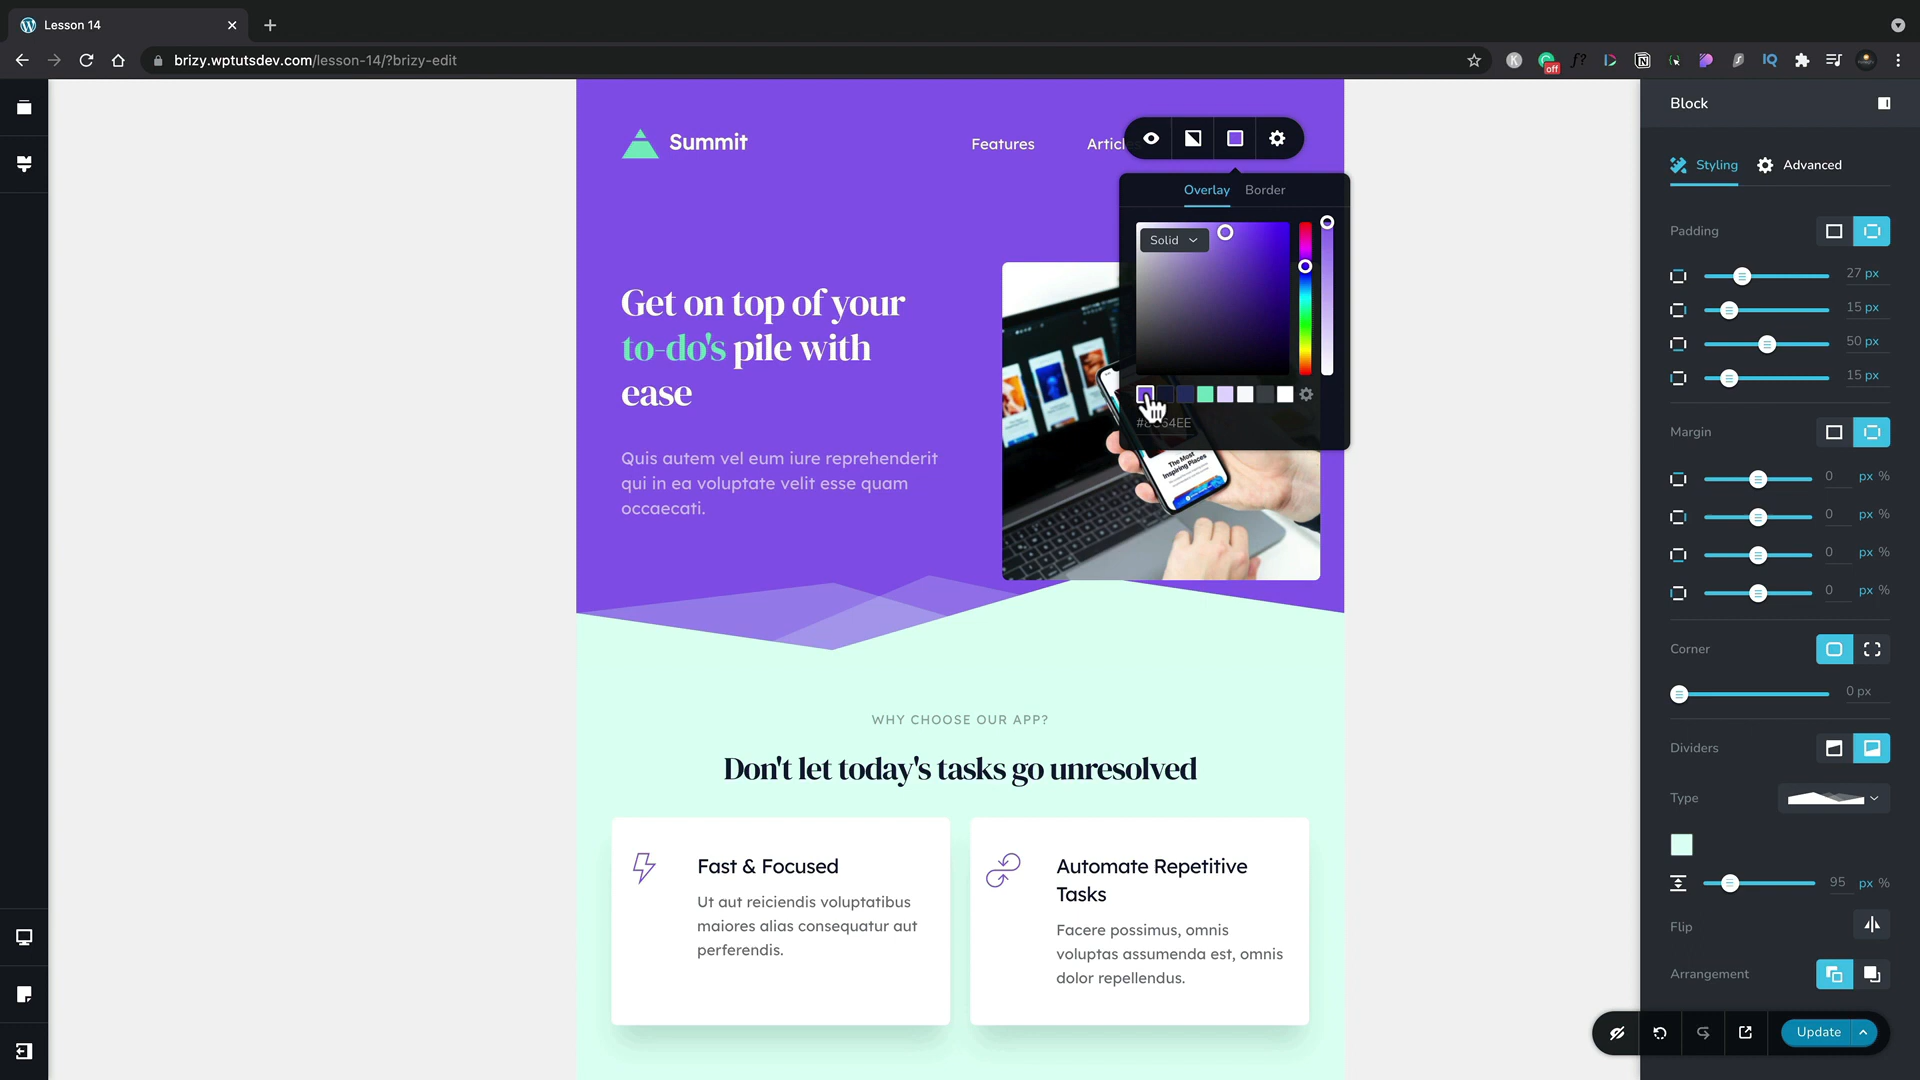 Lesson 14
brizy.wptutsdev.com/lesson-14/?brizy-edit
off
Block
Summit
Features
Overlay
Border
Styling
Advanced
Solid
Get on top of your
to-do's pile with
ease
Quis autem vel eum iure reprehenderit
qui in ea voluptate velit esse quam
occaecati.
The Most
Inspiring Places
Padding
27 px
15 px
50 px
15 px
Margin
0 px %
0 px %
0 px %
0 px %
Corner
0 px
Dividers
Type
95 px %
Flip
Arrangement
WHY CHOOSE OUR APP?
Don't let today's tasks go unresolved
Fast & Focused
Ut aut reiciendis voluptatibus
maiores alias consequatur aut
perferendis.
Automate Repetitive
Tasks
Facere possimus, omnis
voluptas assumenda est, omnis
dolor repellendus.
Update